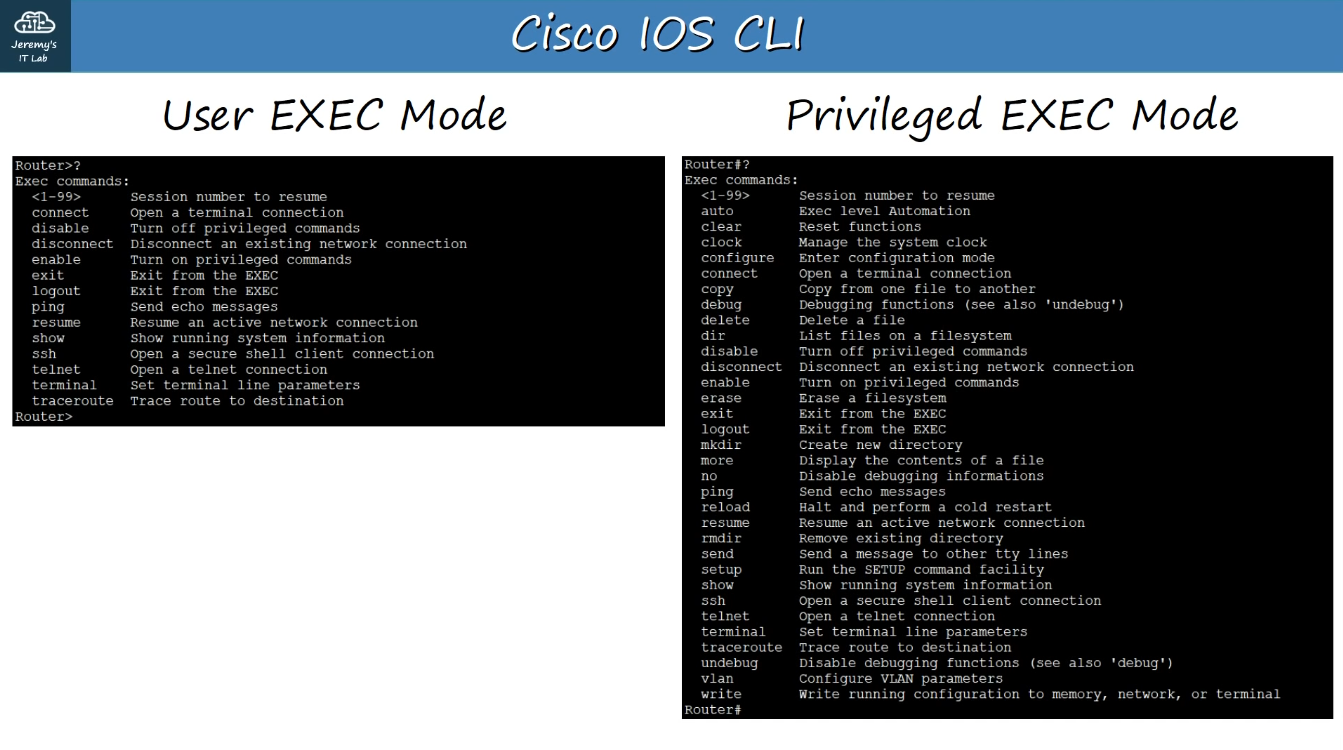 Jeremy's
IT Lab
Cisco IOS CLI
User EXEC Mode
Router>?
Exec commands:
<1-99> Session number to resume
connect Open a terminal connection
disable Turn off privileged commands
disconnect Disconnect an existing network connection
enable Turn on privileged commands
exit Exit from the EXEC
logout Exit from the EXEC
ping Send echo messages
resume Resume an active network connection
show Show running system information
ssh Open a secure shell client connection
telnet Open a telnet connection
terminal Set terminal line parameters
traceroute Trace route to destination
Router>
Privileged EXEC Mode
Router#?
Exec commands:
<1-99> Session number to resume
auto Exec level Automation
clear Reset functions
clock Manage the system clock
configure Enter configuration mode
connect Open a terminal connection
copy Copy from one file to another
debug Debugging functions (see also 'undebug')
delete Delete a file
dir List files on a filesystem
disable Turn off privileged commands
disconnect Disconnect an existing network connection
enable Turn on privileged commands
erase Erase a filesystem
exit Exit from the EXEC
logout Exit from the EXEC
mkdir Create new directory
more Display the contents of a file
no Disable debugging informations
ping Send echo messages
reload Halt and perform a cold restart
resume Resume an active network connection
rmdir Remove existing directory
send Send a message to other tty lines
setup Run the SETUP command facility
show Show running system information
ssh Open a secure shell client connection
telnet Open a telnet connection
terminal Set terminal line parameters
traceroute Trace route to destination
undebug Disable debugging functions (see also 'debug')
vlan Configure VLAN parameters
write Write running configuration to memory, network, or terminal
Router#